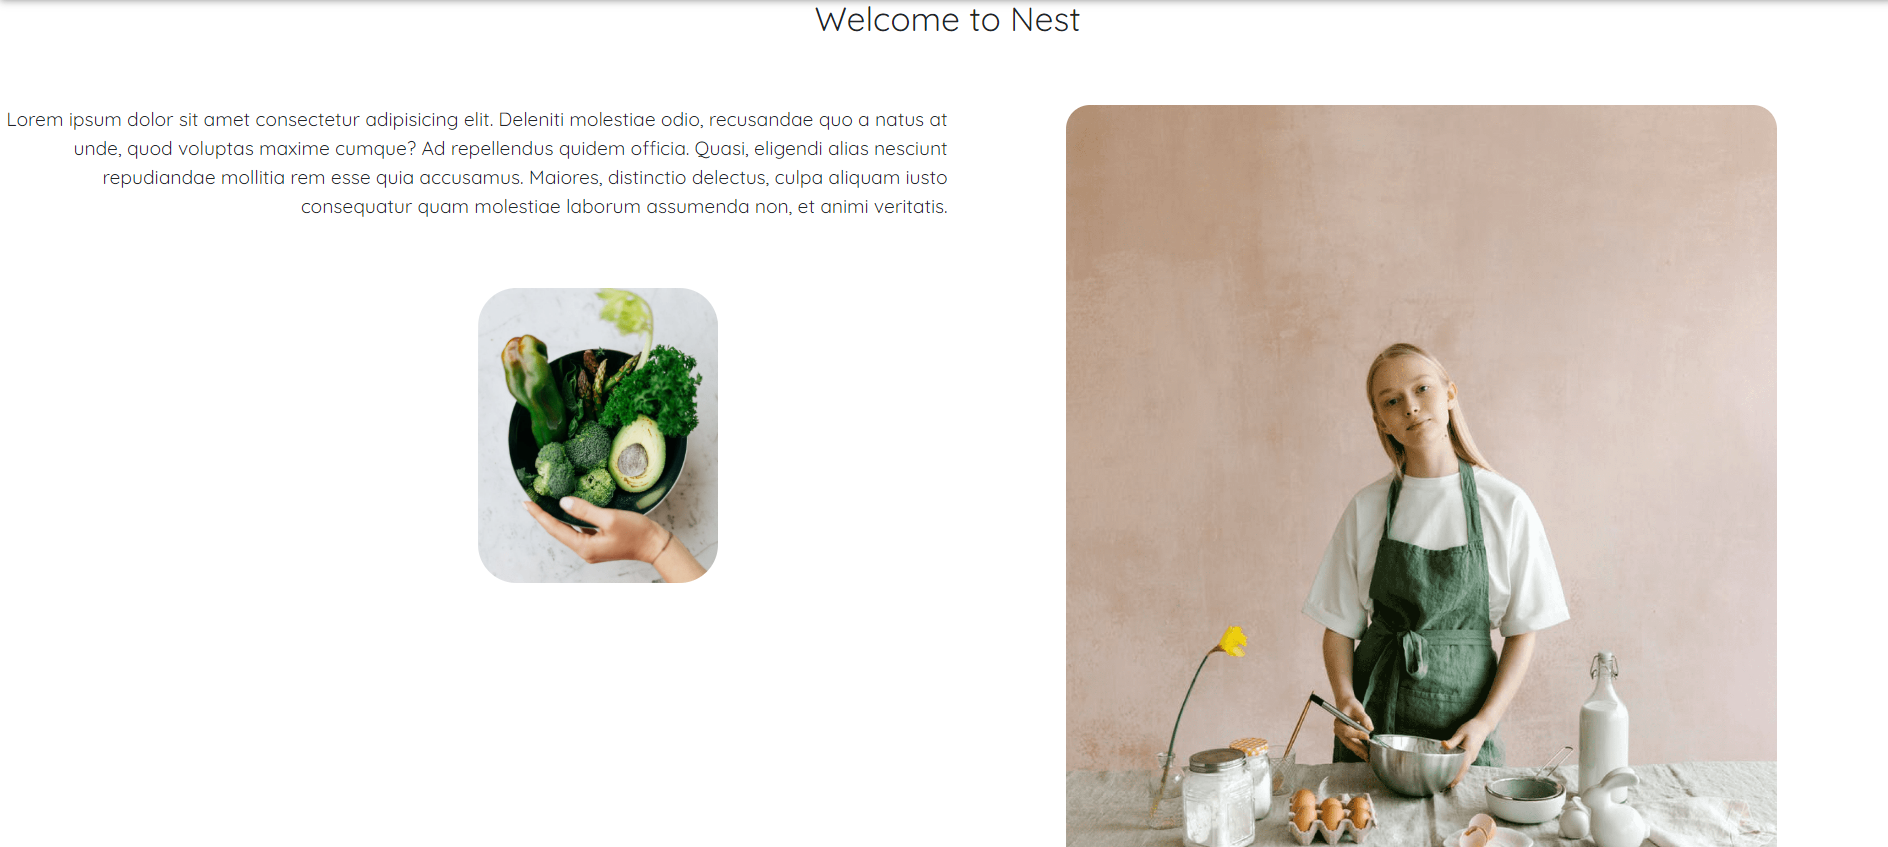 Welcome to Nest
Lorem ipsum dolor sit amet consectetur adipisicing elit. Deleniti molestiae odio, recusandae quo a natus at
unde, quod voluptas maxime cumque? Ad repellendus quidem officia. Quasi, eligendi alias nesciunt
repudiandae mollitia rem esse quia accusamus. Maiores, distinctio delectus, culpa aliquam iusto
consequatur quam molestiae laborum assumenda non, et animi veritatis.